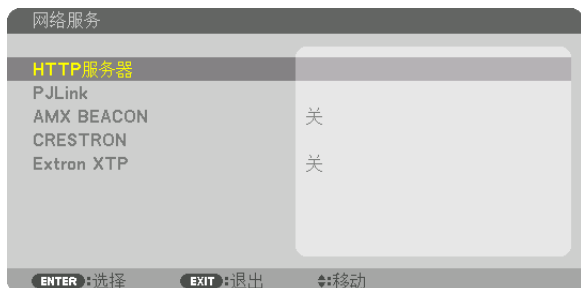 网络服务
HTTP服务器
PJLink
AMX BEACON 关
CRESTRON
Extron XTP 关
ENTER:选择 EXIT:退出 :移动